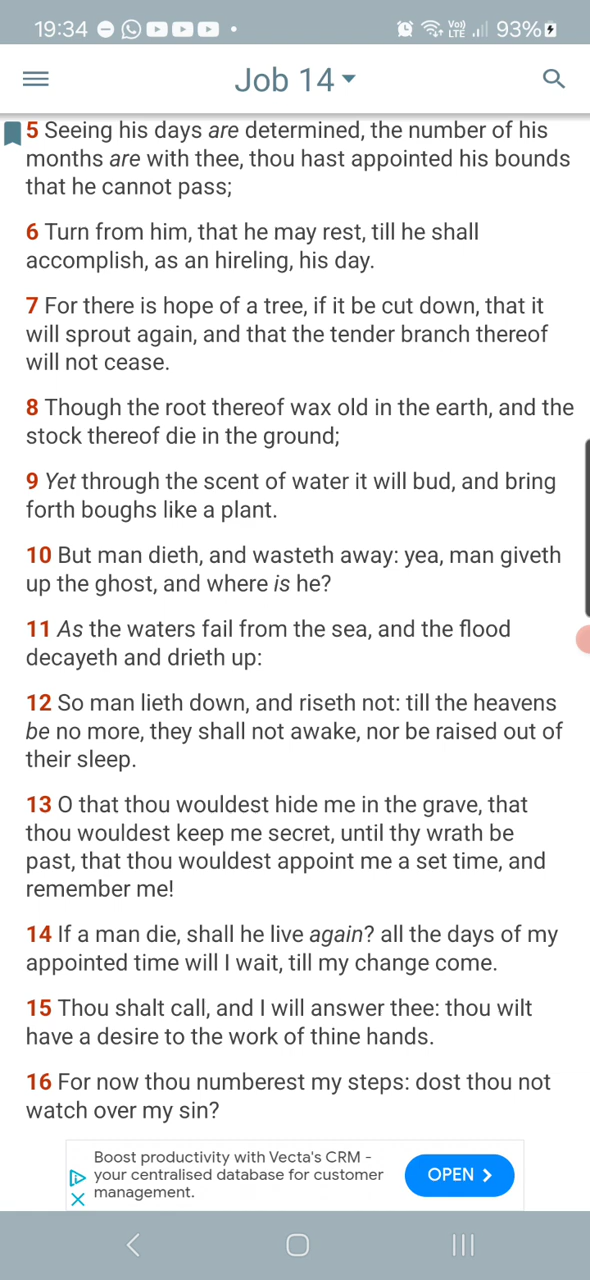 19:34
Vo)) LTE
93%
Job 14
5 Seeing his days are determined, the number of his
months are with thee, thou hast appointed his bounds
that he cannot pass;
6 Turn from him, that he may rest, till he shall
accomplish, as an hireling, his day.
7 For there is hope of a tree, if it be cut down, that it
will sprout again, and that the tender branch thereof
will not cease.
8 Though the root thereof wax old in the earth, and the
stock thereof die in the ground;
9 Yet through the scent of water it will bud, and bring
forth boughs like a plant.
10 But man dieth, and wasteth away: yea, man giveth
up the ghost, and where is he?
11 As the waters fail from the sea, and the flood
decayeth and drieth up:
12 So man lieth down, and riseth not: till the heavens
be no more, they shall not awake, nor be raised out of
their sleep.
13 O that thou wouldest hide me in the grave, that
thou wouldest keep me secret, until thy wrath be
past, that thou wouldest appoint me a set time, and
remember me!
14 If a man die, shall he live again? all the days of my
appointed time will I wait, till my change come.
15 Thou shalt call, and I will answer thee: thou wilt
have a desire to the work of thine hands.
16 For now thou numberest my steps: dost thou not
watch over my sin?
Boost productivity with Vecta's CRM -
your centralised database for customer
management.
OPEN